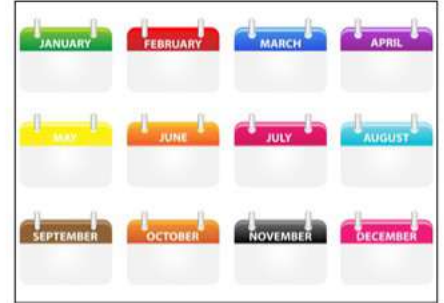 JANUARY FEBRUARY MARCH APRIL
MAY JUNE JULY AUGUST
SEPTEMBER OCTOBER NOVEMBER DECEMBER